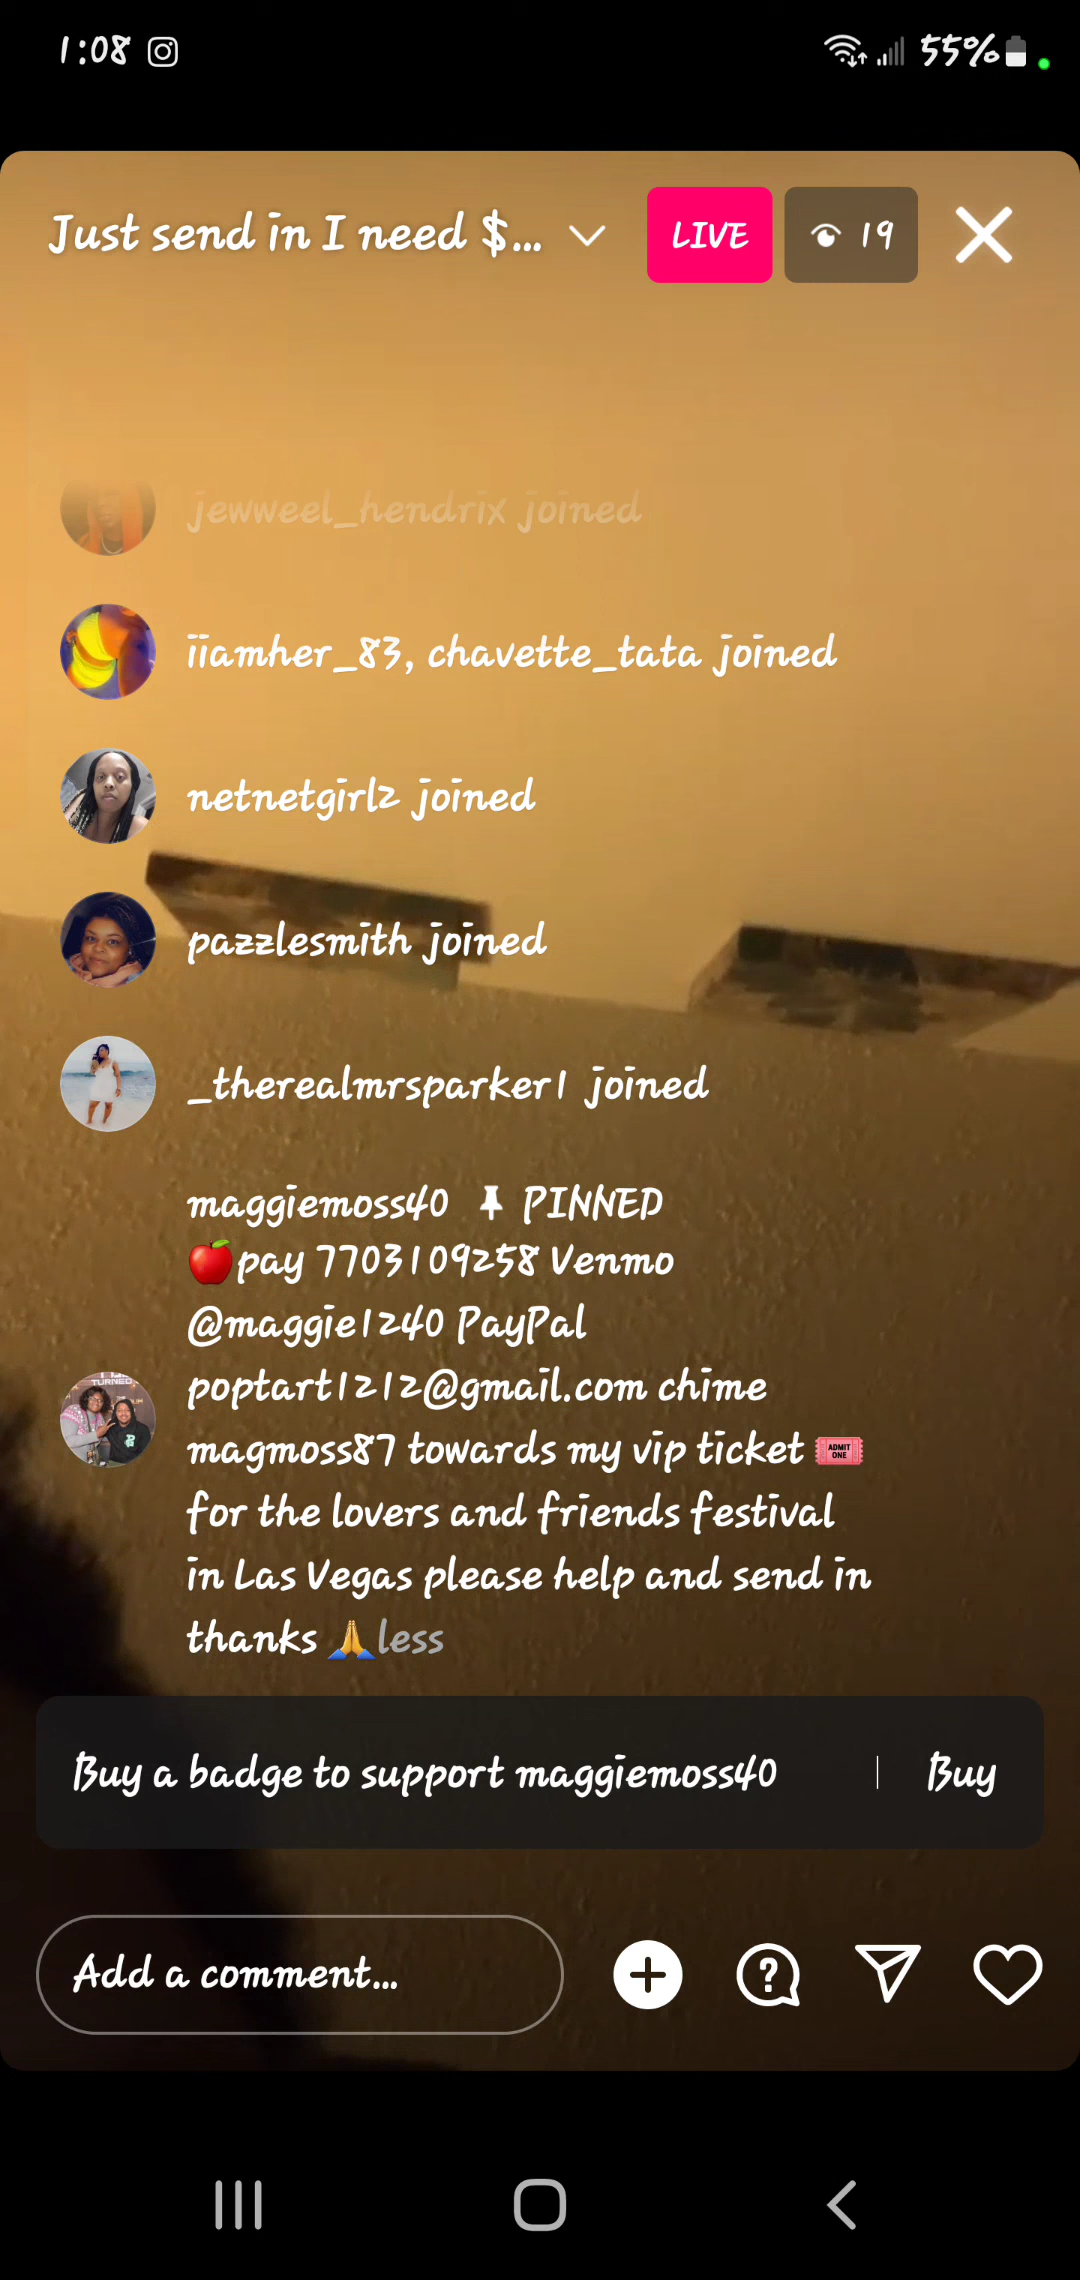 1:08
55%
Just send in I need $...
LIVE
19
jewweel_hendrix joined
iiamher_83, chavette_tata joined
netnetgirlz joined
pazzlesmith joined
_therealmrsparker1 joined
maggiemoss40 📌 PINNED
🍎pay 7703109258 Venmo
@maggie1240 PayPal
poptart1212@gmail.com chime
magmoss87 towards my vip ticket 🎟️
for the lovers and friends festival
in Las Vegas please help and send in
thanks 🙏less
Buy a badge to support maggiemoss40 | Buy
Add a comment...